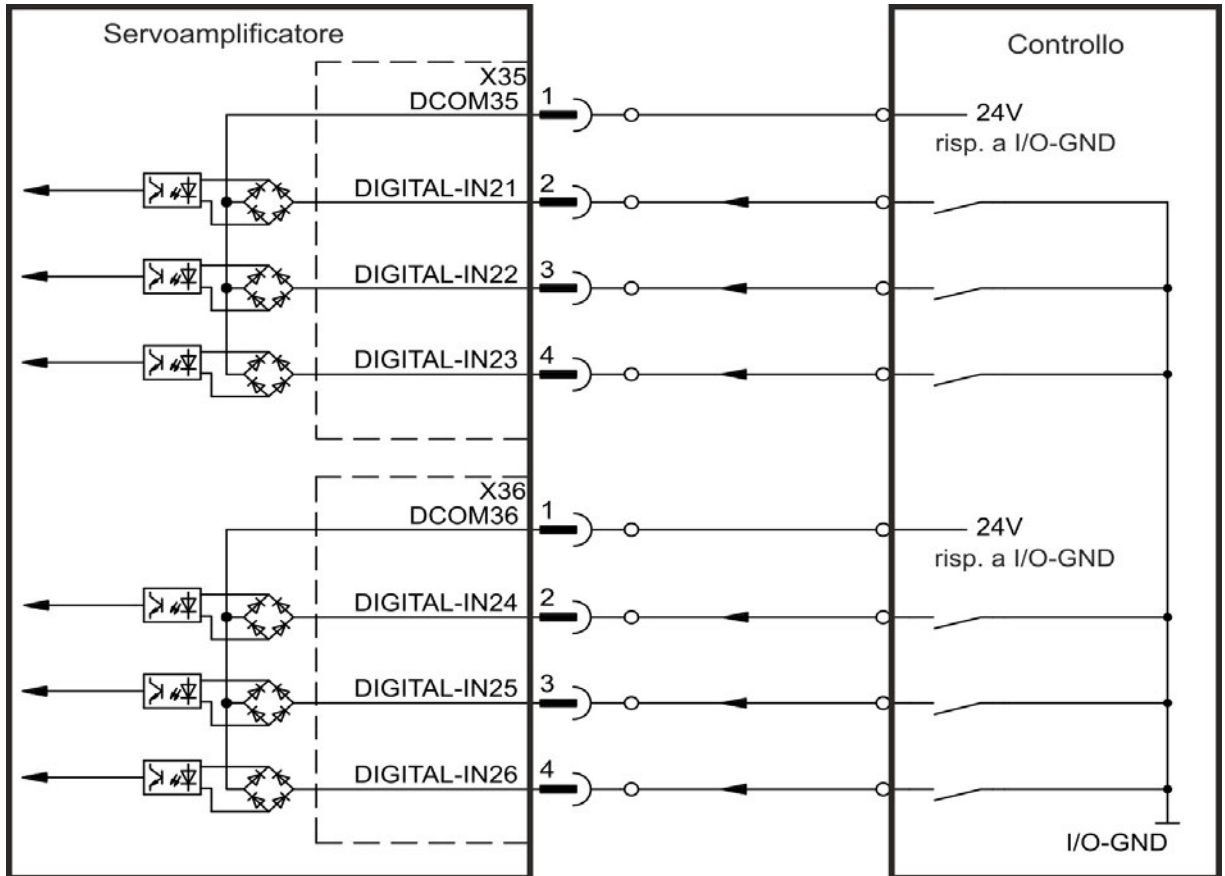 Servoamplificatore
Controllo
X35
DCOM35
1
24V
risp. a I/O-GND
DIGITAL-IN21
2
DIGITAL-IN22
3
DIGITAL-IN23
4
X36
DCOM36
1
24V
risp. a I/O-GND
DIGITAL-IN24
2
DIGITAL-IN25
3
DIGITAL-IN26
4
I/O-GND